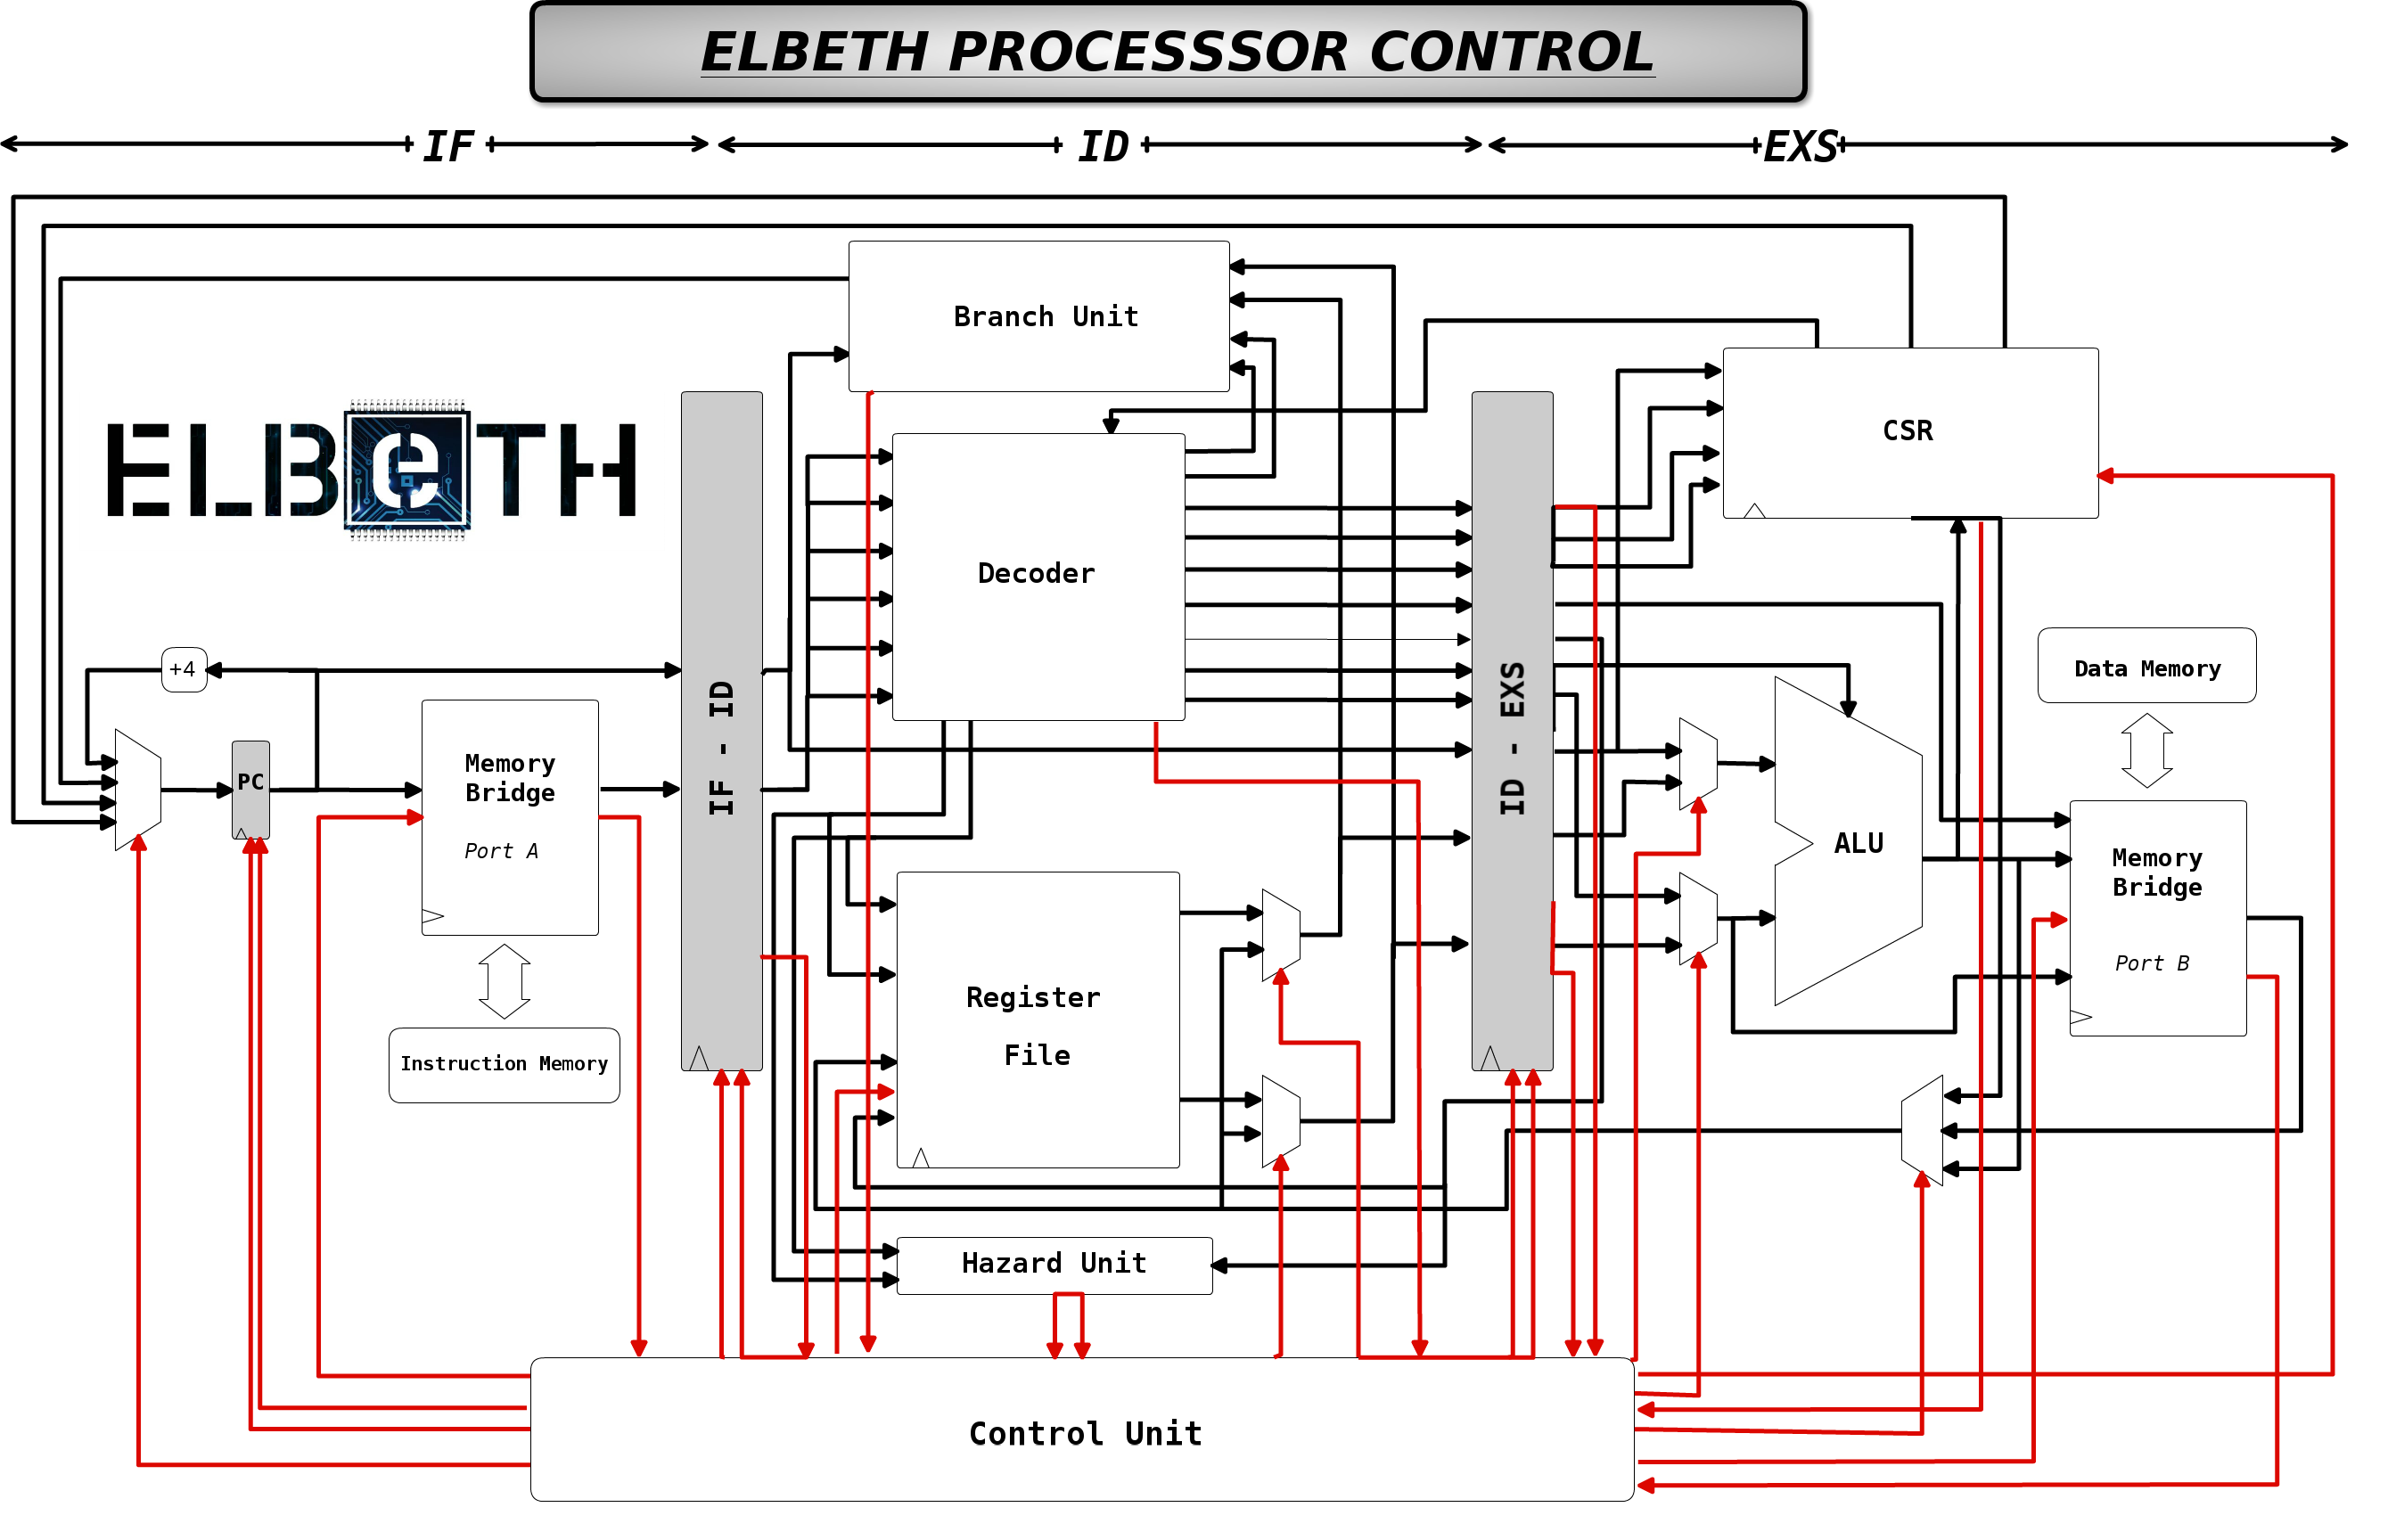 ELBETH PROCESSSOR CONTROL
IF
ID
EXS
Branch Unit
CSR
ELBeTH
Decoder
+4
Data Memory
IF - ID
ID - EXS
Memory
Bridge
PC
Port A
ALU
Memory
Bridge
Port B
Register
File
Instruction Memory
Hazard Unit
Control Unit